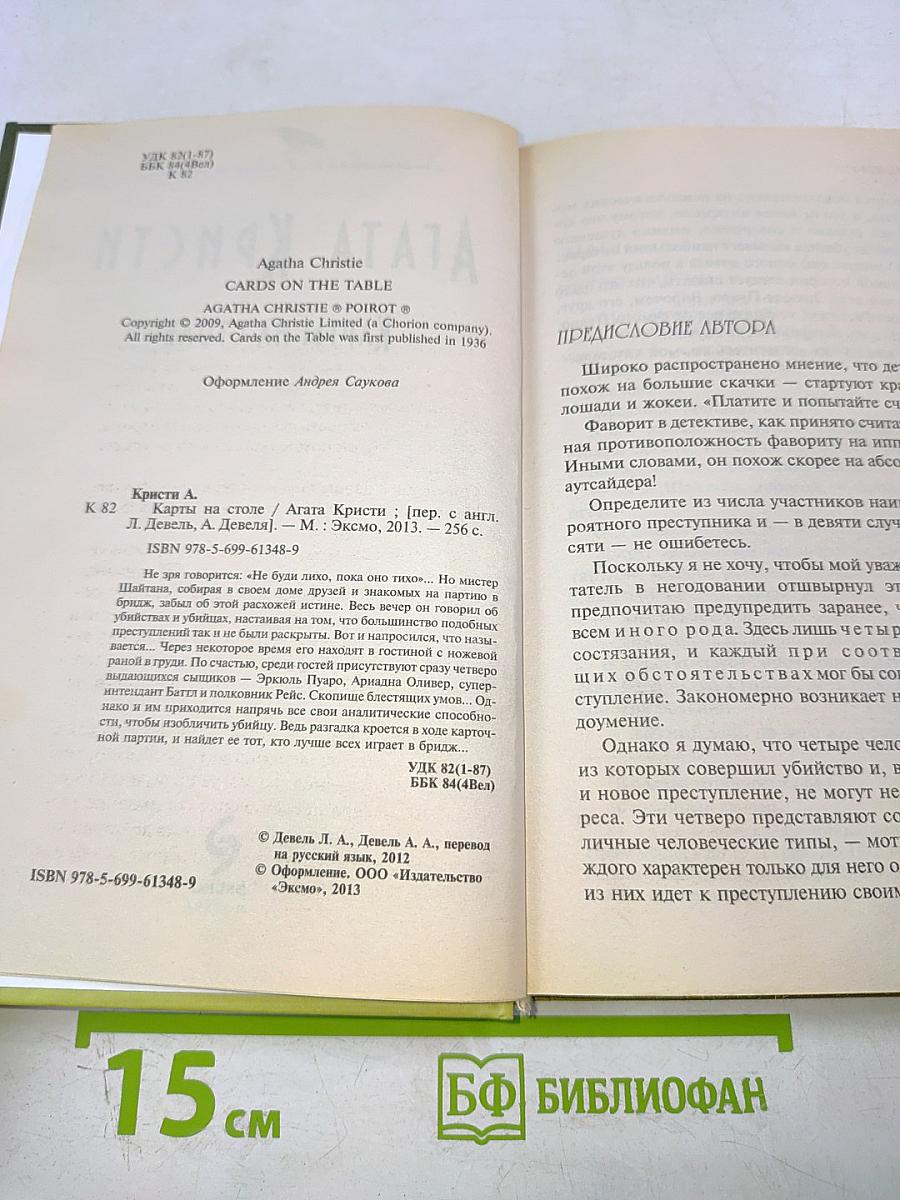 УДК 82(1-87)
ББК 84(4Вел)
К 82
Agatha Christie
CARDS ON THE TABLE
AGATHA CHRISTIE ® POIROT ®
Copyright © 2009, Agatha Christie Limited (a Chorion company).
All rights reserved. Cards on the Table was first published in 1936
Оформление Андрея Саукова
Кристи А.
К 82 Карты на столе / Агата Кристи ; [пер. с англ.
Л. Девель, А. Девеля]. — М. : Эксмо, 2013. — 256 с.
ISBN 978-5-699-61348-9
Не зря говорится: «Не буди лихо, пока оно тихо»... Но мистер
Шайтана, собирая в своем доме друзей и знакомых на партию в
бридж, забыл об этой расхожей истине. Весь вечер он говорил об
убийствах и убийцах, настаивая на том, что большинство подобных
преступлений так и не были раскрыты. Вот и напросился, что назы-
вается... Через некоторое время его находят в гостиной с ножевой
раной в груди. По счастью, среди гостей присутствуют сразу четверо
выдающихся сыщиков — Эркюль Пуаро, Ариадна Оливер, супер-
интендант Баттл и полковник Рейс. Скопище блестящих умов... Од-
нако и им приходится напрячь все свои аналитические способно-
сти, чтобы изобличить убийцу. Ведь разгадка кроется в ходе карточ-
ной партии, и найдет ее тот, кто лучше всех играет в бридж...
УДК 82(1-87)
ББК 84(4Вел)
© Девель Л. А., Девель А. А., перевод
на русский язык, 2012
© Оформление. ООО «Издательство
«Эксмо», 2013
ISBN 978-5-699-61348-9
ПРЕДИСЛОВИЕ АВТОРА
Широко распространено мнение, что де
похож на большие скачки — стартуют кра
лошади и жокеи. «Платите и попытайте сч
Фаворит в детективе, как принято счита
ная противоположность фавориту на ипп
Иными словами, он похож скорее на абсо
аутсайдера!
Определите из числа участников наи
роятного преступника и — в девяти случ
сяти — не ошибетесь.
Поскольку я не хочу, чтобы мой уваж
татель в негодовании отшвырнул эт
предпочитаю предупредить заранее, ч
всем иного рода. Здесь лишь четыр
состязания, и каждый при соотв
щих обстоятельствах мог бы со
ступление. Закономерно возникает н
доумение.
Однако я думаю, что четыре чело
из которых совершил убийство и, в
и новое преступление, не могут не
реса. Эти четверо представляют со
личные человеческие типы, — мот
ждого характерен только для него о
из них идет к преступлению своим
15 см
БФ БИБЛИОФАН